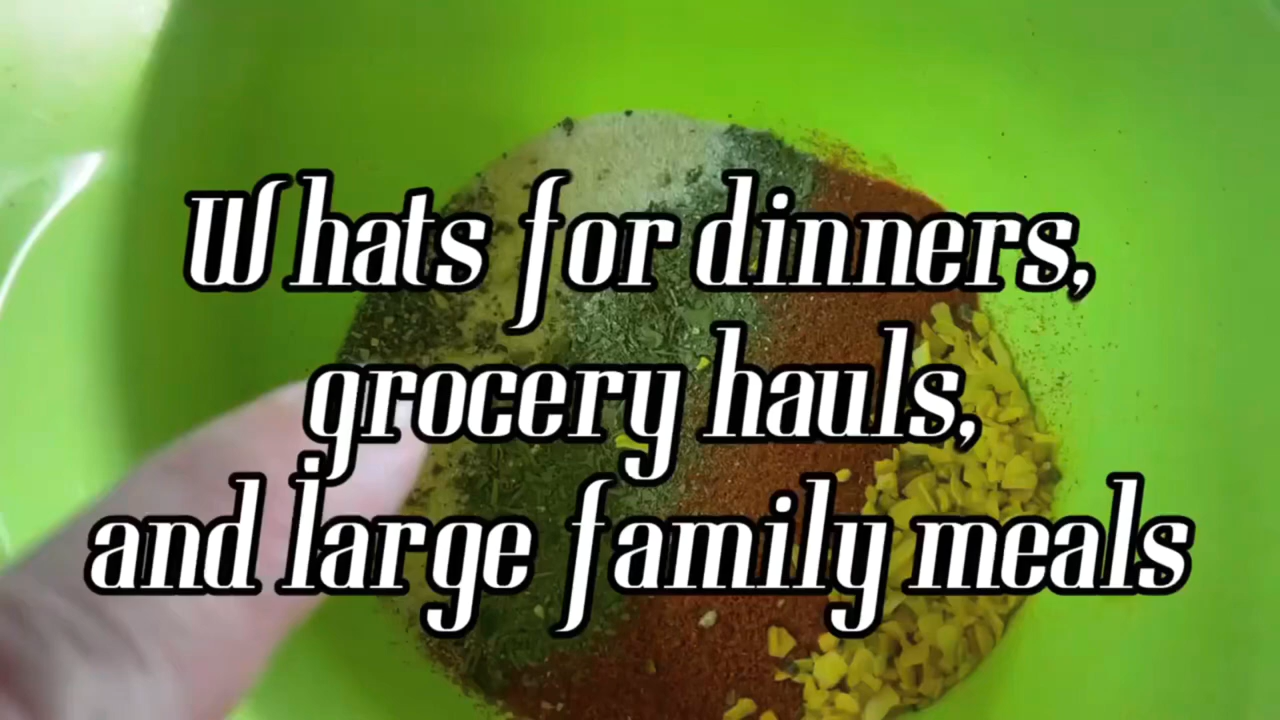 Whats for dinners,
grocery hauls,
and large family meals